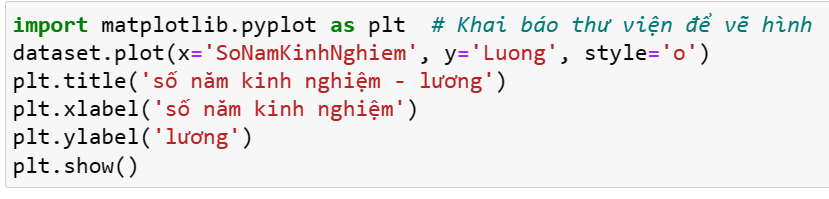 import matplotlib.pyplot as plt  # Khai báo thư viện để vẽ hình
dataset.plot(x='SoNamKinhNghiem', y='Luong', style='o')
plt.title('số năm kinh nghiệm - lương')
plt.xlabel('số năm kinh nghiệm')
plt.ylabel('lương')
plt.show()